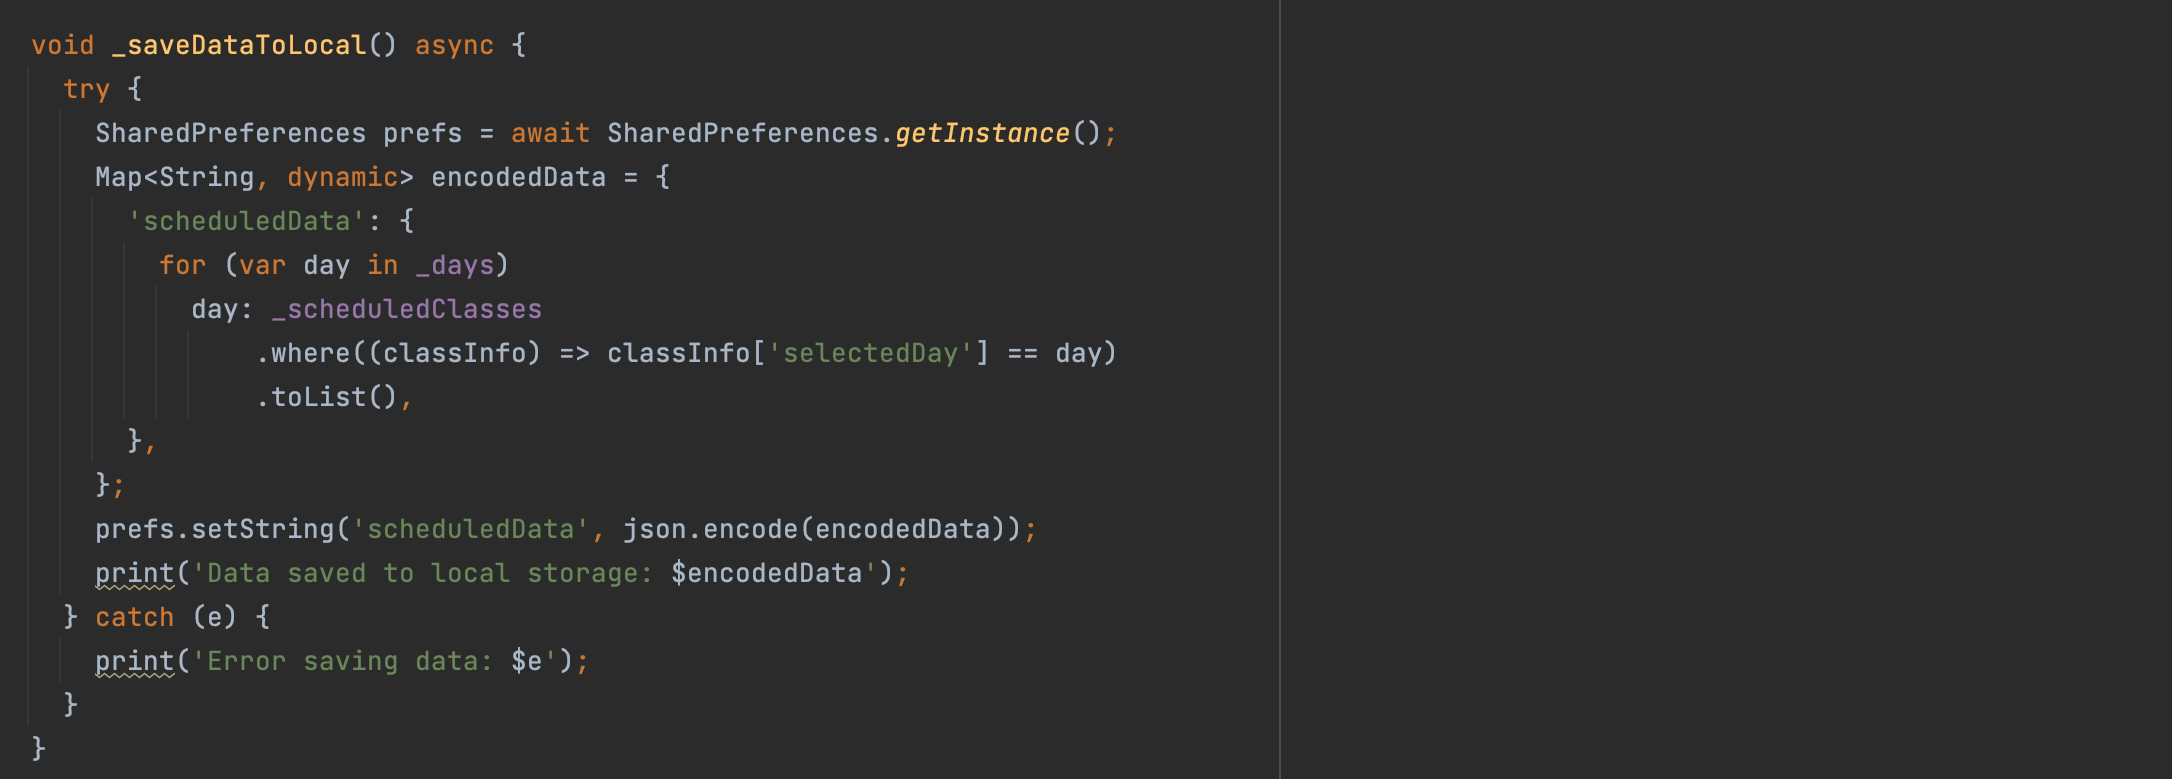 void _saveDataToLocal() async {
  try {
    SharedPreferences prefs = await SharedPreferences.getInstance();
    Map<String, dynamic> encodedData = {
      'scheduledData': {
        for (var day in _days)
          day: _scheduledClasses
              .where((classInfo) => classInfo['selectedDay'] == day)
              .toList(),
      },
    };
    prefs.setString('scheduledData', json.encode(encodedData));
    print('Data saved to local storage: $encodedData');
  } catch (e) {
    print('Error saving data: $e');
  }
}